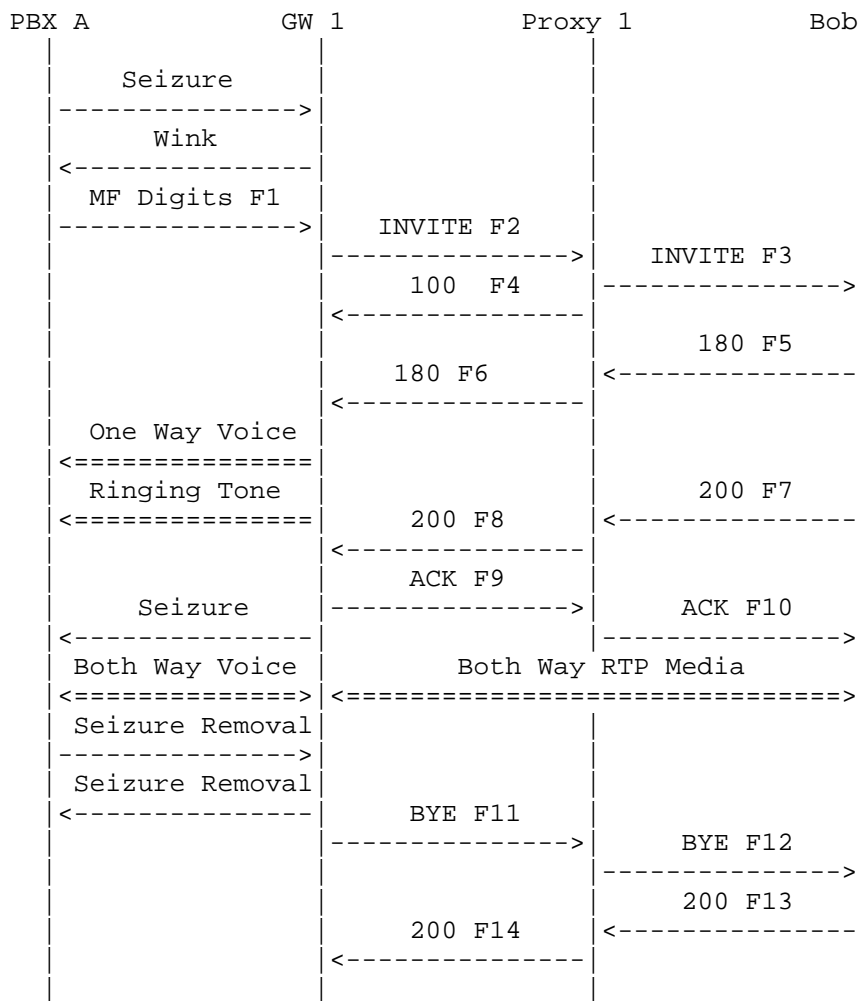 PBX A GW 1 Proxy 1 Bob
Seizure
Wink
MF Digits F1
INVITE F2
INVITE F3
100 F4
180 F5
180 F6
One Way Voice
Ringing Tone 200 F7
200 F8
ACK F9
Seizure ACK F10
Both Way Voice Both Way RTP Media
Seizure Removal
Seizure Removal
BYE F11
BYE F12
200 F13
200 F14